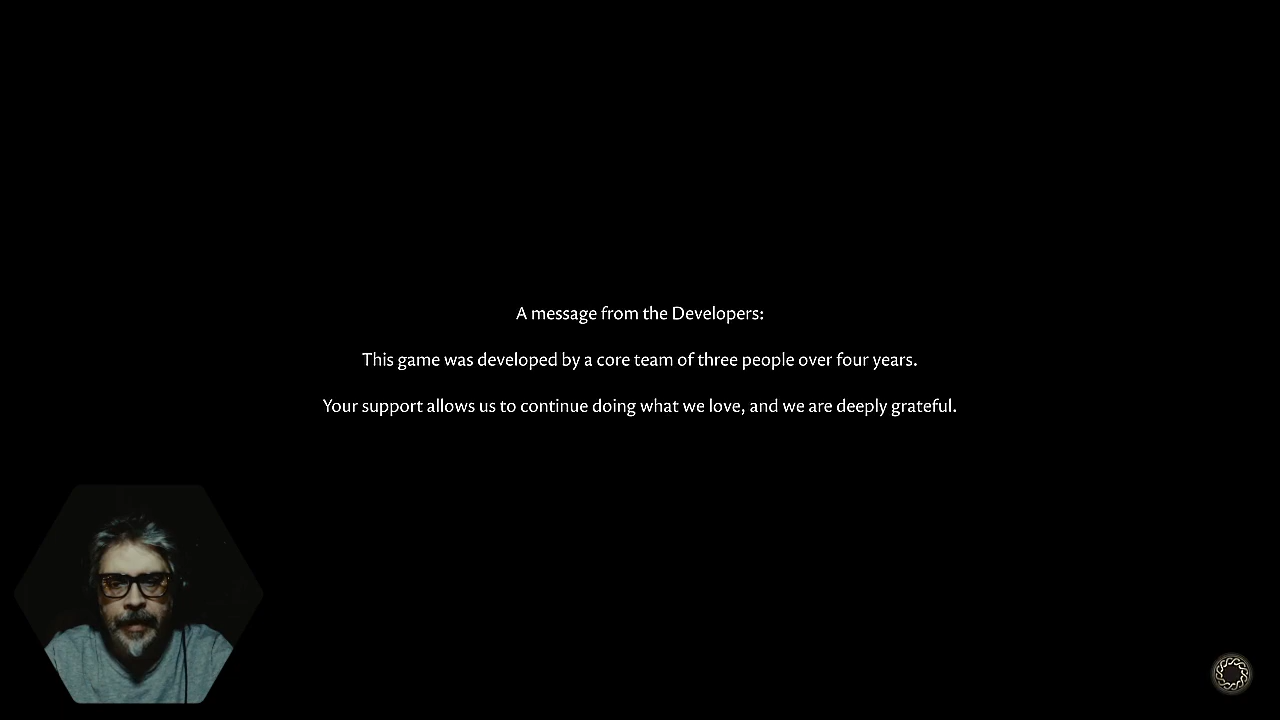 A message from the Developers:
This game was developed by a core team of three people over four years.
Your support allows us to continue doing what we love, and we are deeply grateful.